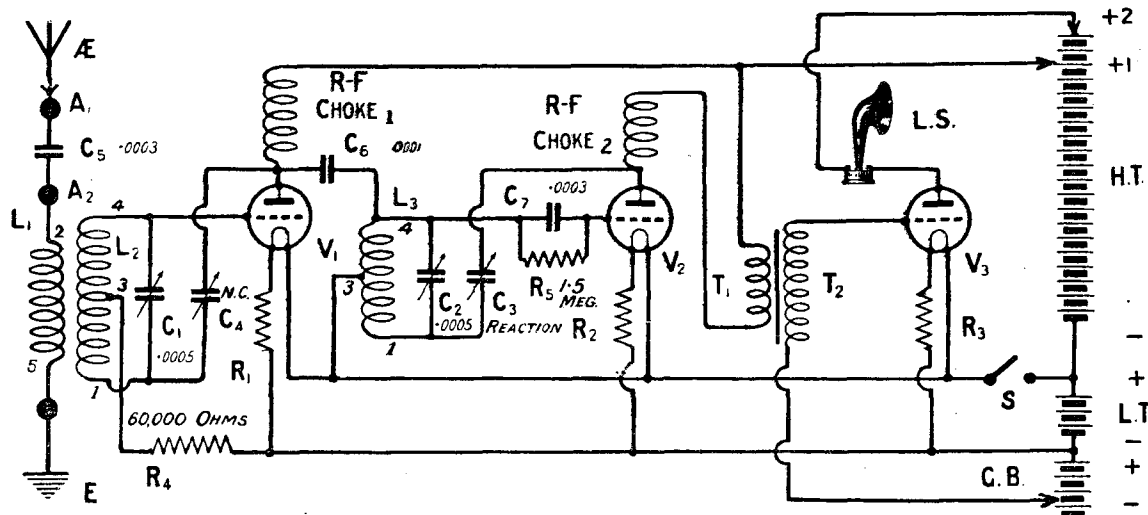 Æ
A1
C5 .0003
A2
L1
2
5
E
4
L2
3
1
C1
.0005
N.C.
C4
60,000 OHMS
R4
R-F
CHOKE 1
C6 .0001
V1
R1
L3
4
3
1
C2
.0005
C3
REACTION
R-F
CHOKE 2
C7 .0003
R5 1.5
MEG.
R2
V2
T1
T2
L.S.
V3
R3
S
+2
+1
H.T.
-
+
L.T.
-
+
G.B.
-